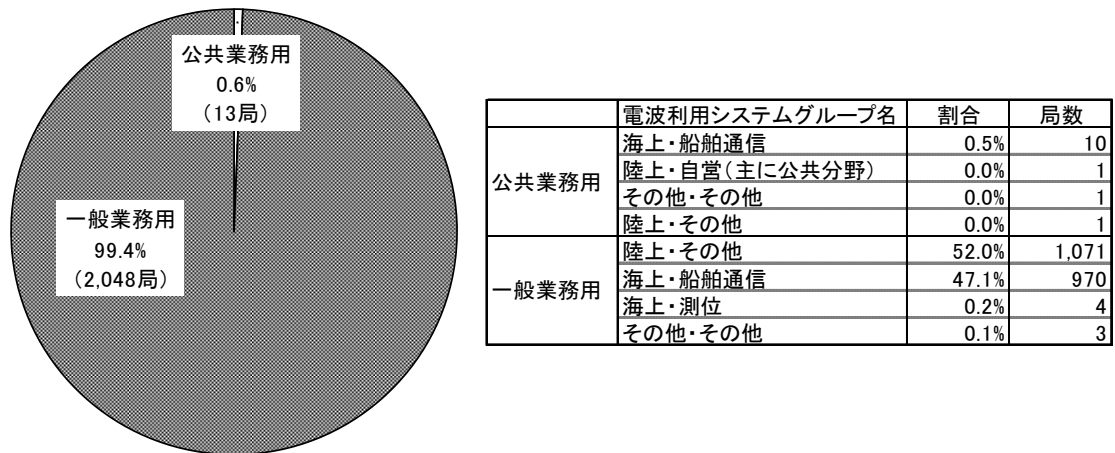 公共業務用
0.6%
（13局）
一般業務用
99.4%
（2,048局）
電波利用システムグループ名 割合 局数
公共業務用
海上・船舶通信 0.5% 10
陸上・自営（主に公共分野） 0.0% 1
その他・その他 0.0% 1
陸上・その他 0.0% 1
一般業務用
陸上・その他 52.0% 1,071
海上・船舶通信 47.1% 970
海上・測位 0.2% 4
その他・その他 0.1% 3